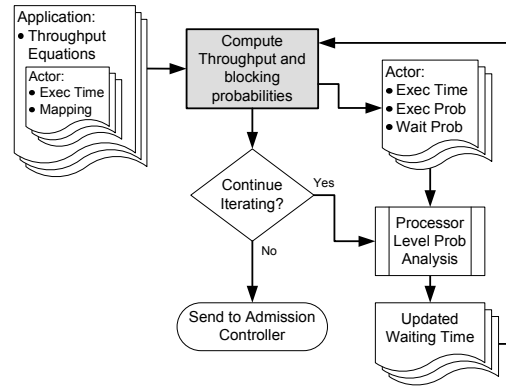 Application:
• Throughput
Equations
Actor:
• Exec Time
• Mapping
Compute
Throughput and
blocking
probabilities
Actor:
• Exec Time
• Exec Prob
• Wait Prob
Continue
Iterating?
Yes
No
Processor
Level Prob
Analysis
Send to Admission
Controller
Updated
Waiting Time